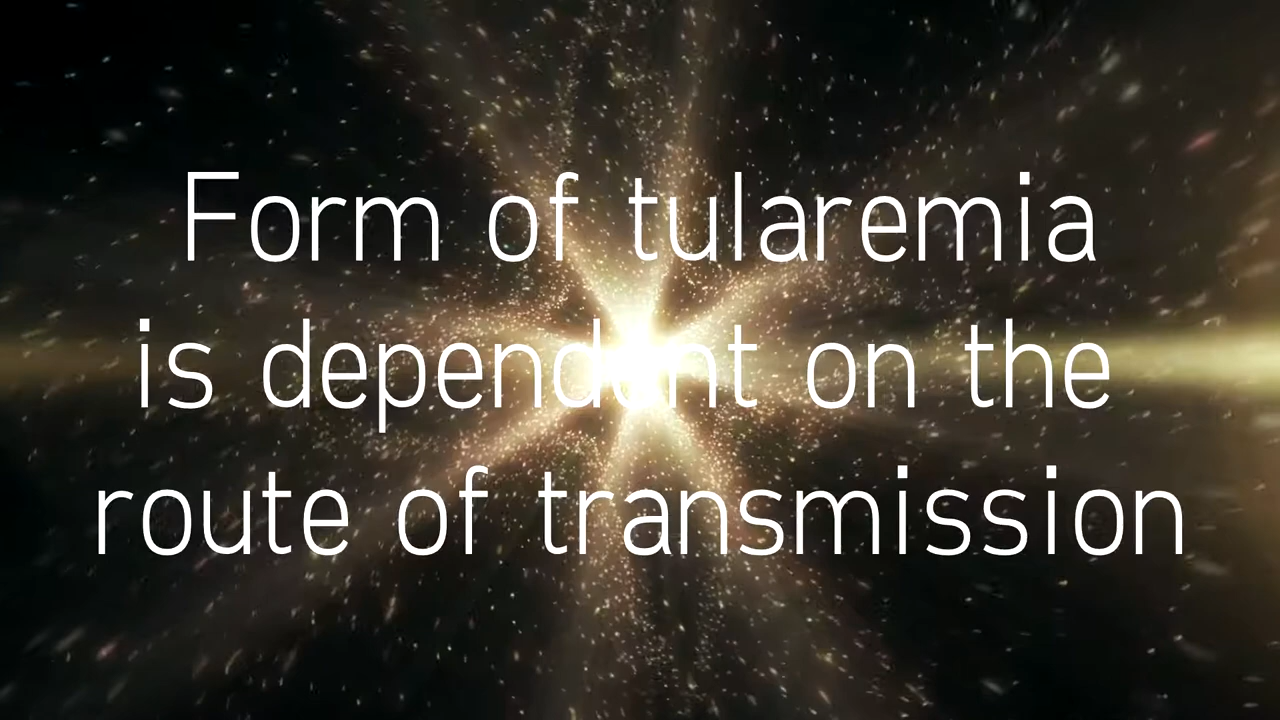 Form of tularemia
is dependent on the
route of transmission